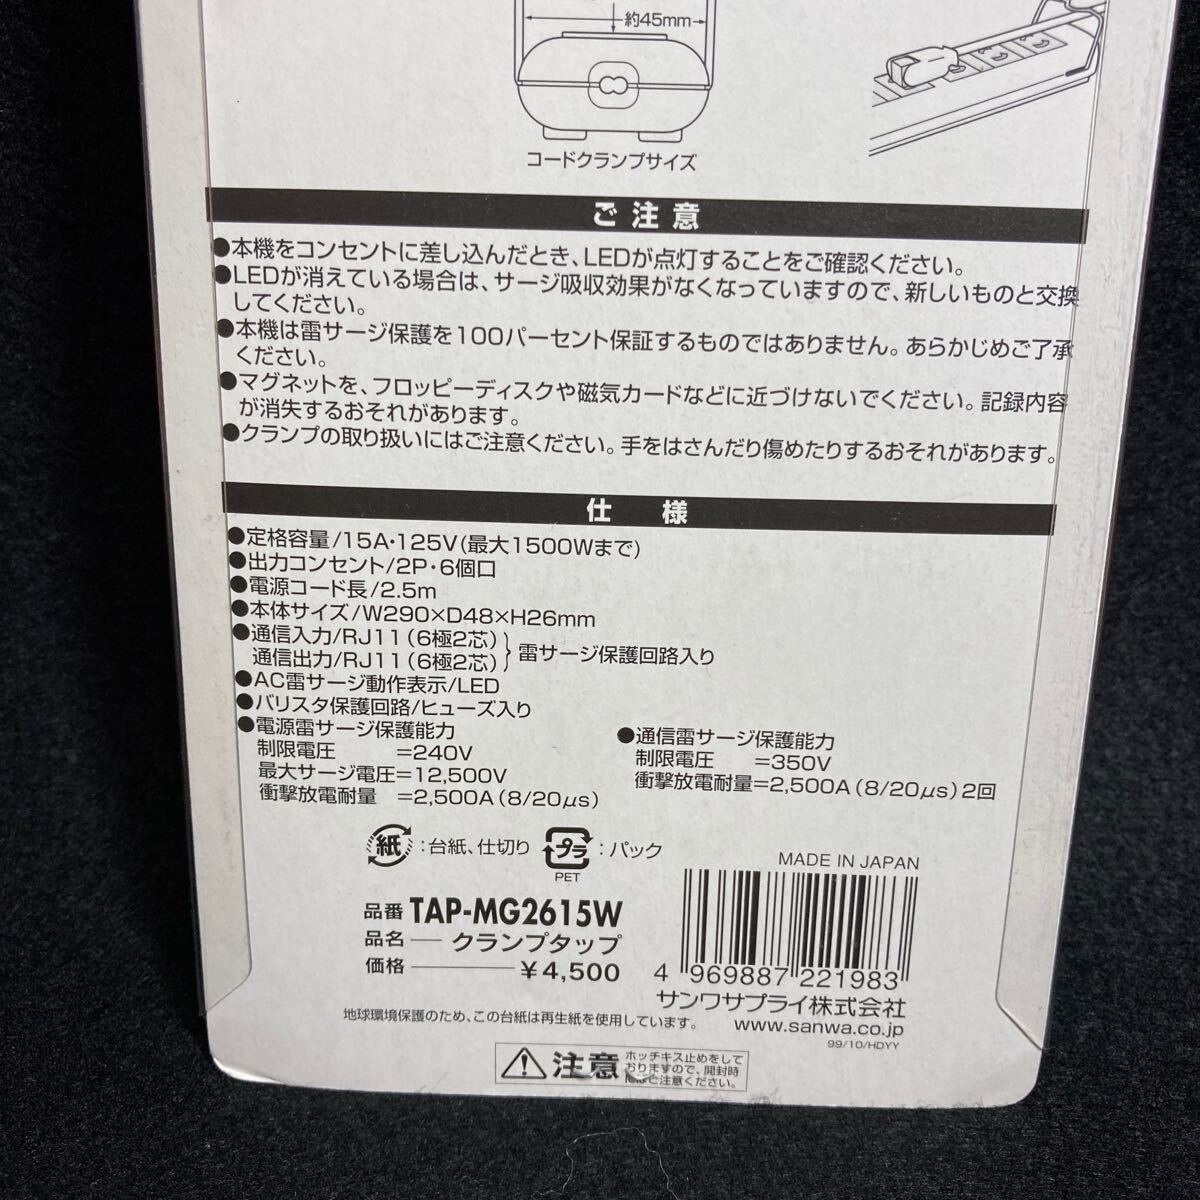 約45mm
コードクランプサイズ
ご注意
●本機をコンセントに差し込んだとき、LEDが点灯することをご確認ください。
●LEDが消えている場合は、サージ吸収効果がなくなっていますので、新しいものと交換
してください。
●本機は雷サージ保護を100パーセント保証するものではありません。あらかじめご了承
ください。
●マグネットを、フロッピーディスクや磁気カードなどに近づけないでください。記録内容
が消失するおそれがあります。
●クランプの取り扱いにはご注意ください。手をはさんだり傷めたりするおそれがあります。
仕様
●定格容量/15A・125V(最大1500Wまで)
●出力コンセント/2P・6個口
●電源コード長/2.5m
●本体サイズ/W290×D48×H26mm
●通信入力/RJ11(6極2芯)
通信出力/RJ11(6極2芯)
雷サージ保護回路入り
●AC雷サージ動作表示/LED
●バリスタ保護回路/ヒューズ入り
●電源雷サージ保護能力
制限電圧 =240V
最大サージ電圧=12,500V
衝撃放電耐量 =2,500A(8/20μs)
●通信雷サージ保護能力
制限電圧 =350V
衝撃放電耐量=2,500A(8/20μs)2回
紙:台紙、仕切り
プラ:パック
PET
MADE IN JAPAN
品番 TAP-MG2615W
品名 クランプタップ
価格 ¥4,500
4 969887 221983
サンワサプライ株式会社
地球環境保護のため、この台紙は再生紙を使用しています。
www.sanwa.co.jp
99/10/HDYY
注意
ホッチキス止めをして
おりますので、開封時
にはご注意ください。